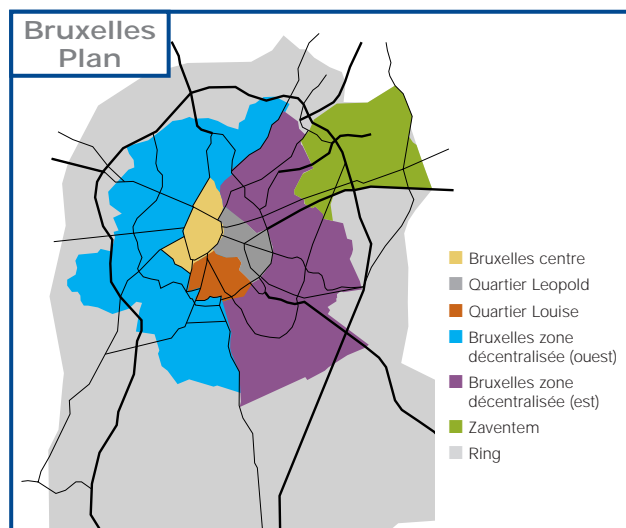 Bruxelles
Plan
Bruxelles centre
Quartier Leopold
Quartier Louise
Bruxelles zone
décentralisée (ouest)
Bruxelles zone
décentralisée (est)
Zaventem
Ring